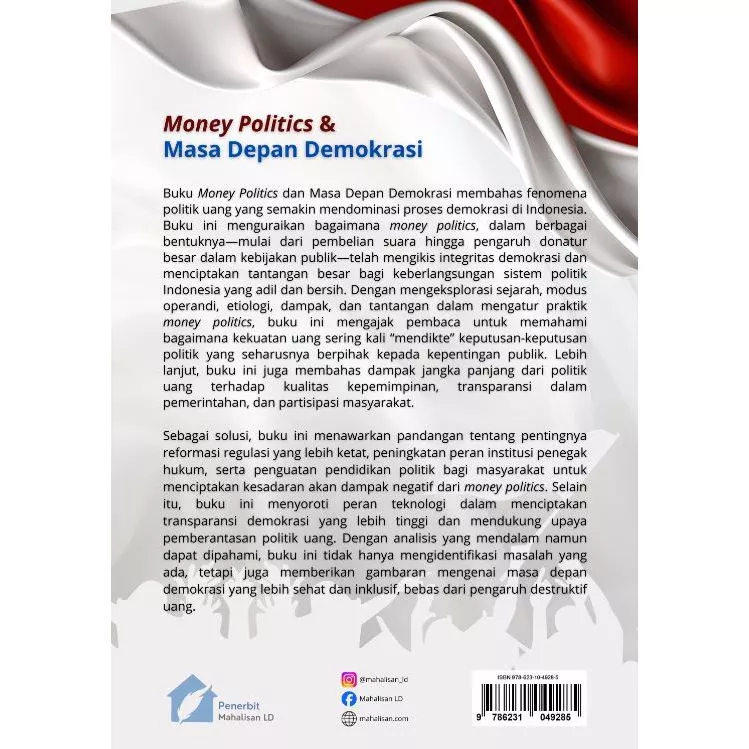 Money Politics &
Masa Depan Demokrasi
Buku Money Politics dan Masa Depan Demokrasi membahas fenomena
politik uang yang semakin mendominasi proses demokrasi di Indonesia.
Buku ini menguraikan bagaimana money politics, dalam berbagai
bentuknya—mulai dari pembelian suara hingga pengaruh donatur
besar dalam kebijakan publik—telah mengikis integritas demokrasi dan
menciptakan tantangan besar bagi keberlangsungan sistem politik
Indonesia yang adil dan bersih. Dengan mengeksplorasi sejarah, modus
operandi, etiologi, dampak, dan tantangan dalam mengatur praktik
money politics, buku ini mengajak pembaca untuk memahami
bagaimana kekuatan uang sering kali “mendikte” keputusan-keputusan
politik yang seharusnya berpihak kepada kepentingan publik. Lebih
lanjut, buku ini juga membahas dampak jangka panjang dari politik
uang terhadap kualitas kepemimpinan, transparansi dalam
pemerintahan, dan partisipasi masyarakat.
Sebagai solusi, buku ini menawarkan pandangan tentang pentingnya
reformasi regulasi yang lebih ketat, peningkatan peran institusi penegak
hukum, serta penguatan pendidikan politik bagi masyarakat untuk
menciptakan kesadaran akan dampak negatif dari money politics. Selain
itu, buku ini menyoroti peran teknologi dalam menciptakan
transparansi demokrasi yang lebih tinggi dan mendukung upaya
pemberantasan politik uang. Dengan analisis yang mendalam namun
dapat dipahami, buku ini tidak hanya mengidentifikasi masalah yang
ada, tetapi juga memberikan gambaran mengenai masa depan
demokrasi yang lebih sehat dan inklusif, bebas dari pengaruh destruktif
uang.
Penerbit
Mahalisan LD
@mahalisan_ld
Mahalisan LD
mahalisan.com
ISBN 978-623-10-4928-5
9 786231 049285